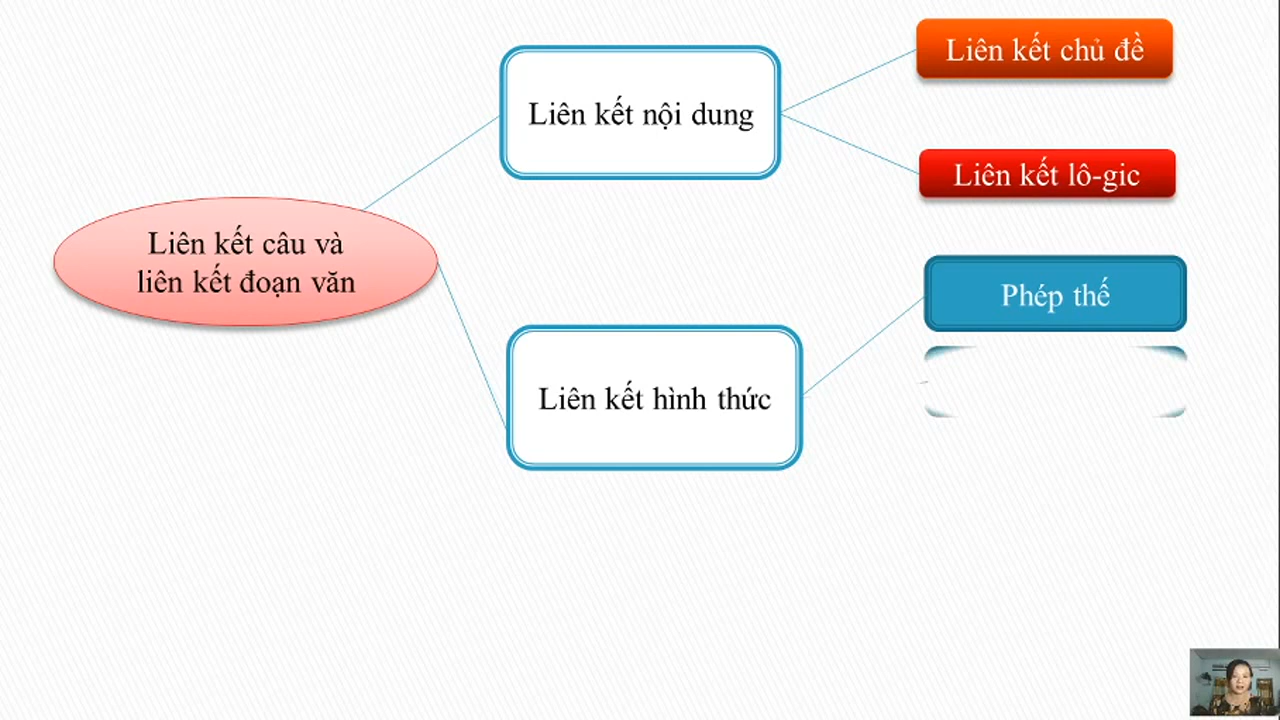 Liên kết chủ đề
Liên kết nội dung
Liên kết lô-gic
Liên kết câu và
liên kết đoạn văn
Phép thế
Liên kết hình thức